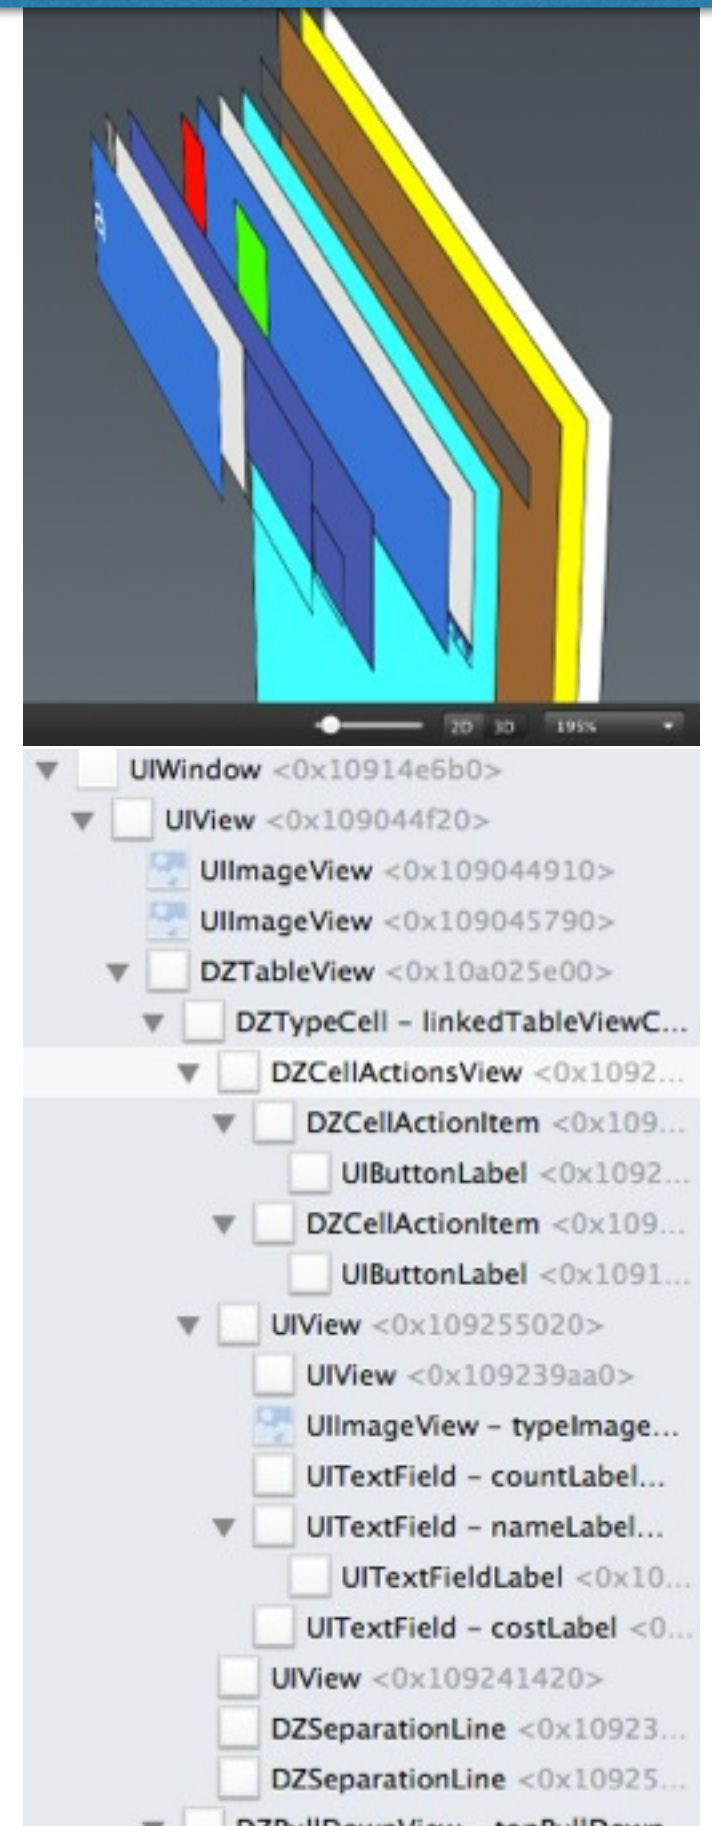 2D 3D 195%
UIWindow <0x10914e6b0>
UIView <0x109044f20>
UIImageView <0x109044910>
UIImageView <0x109045790>
DZTableView <0x10a025e00>
DZTypeCell – linkedTableViewC...
DZCellActionsView <0x1092...
DZCellActionItem <0x109...
UIButtonLabel <0x1092...
DZCellActionItem <0x109...
UIButtonLabel <0x1091...
UIView <0x109255020>
UIView <0x109239aa0>
UIImageView – typeImage...
UITextField – countLabel...
UITextField – nameLabel...
UITextFieldLabel <0x10...
UITextField – costLabel <0...
UIView <0x109241420>
DZSeparationLine <0x10923...
DZSeparationLine <0x10925...